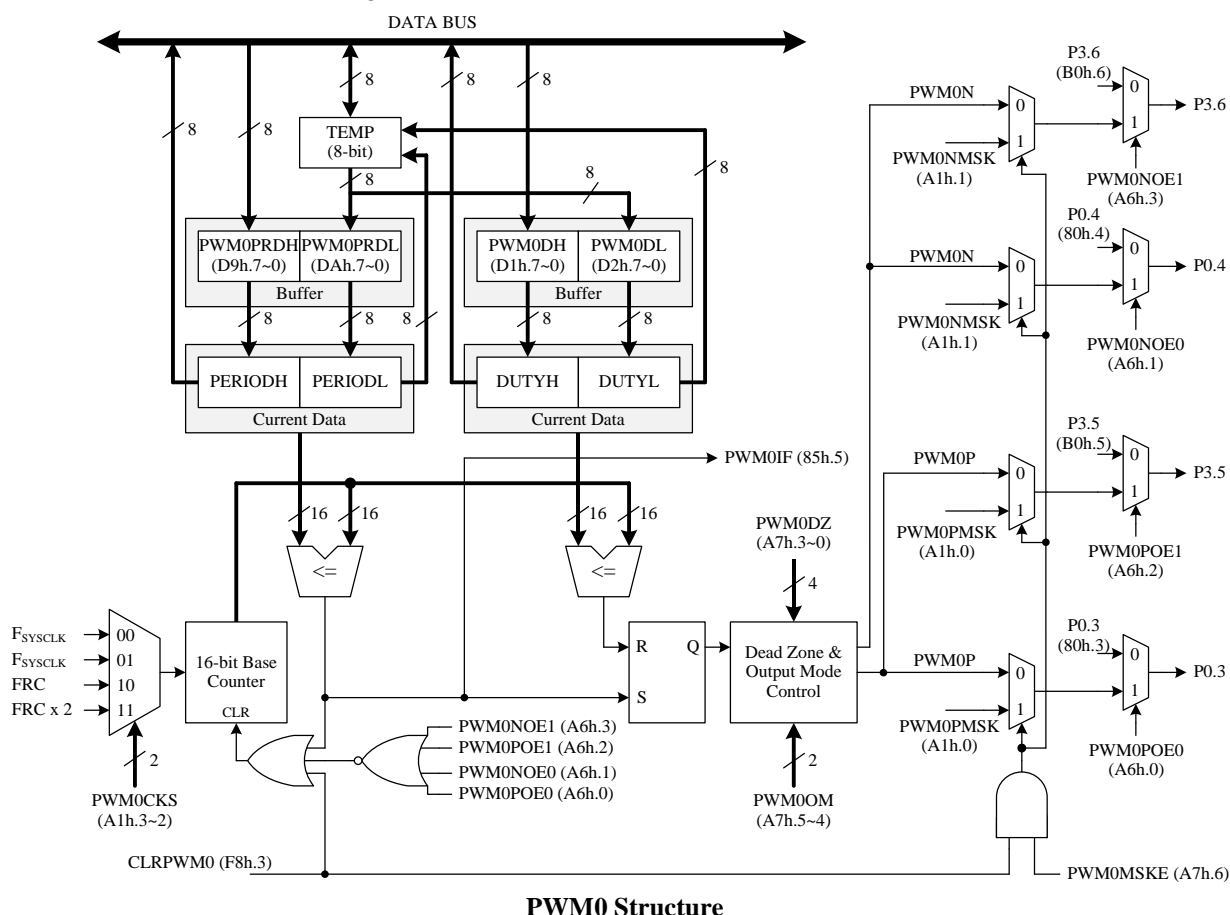 DATA BUS
8
8
8
8
8
8
8
TEMP
(8-bit)
8
8
PWM0PRDH
(D9h.7~0)
PWM0PRDL
(DAh.7~0)
Buffer
PWM0DH
(D1h.7~0)
PWM0DL
(D2h.7~0)
Buffer
8
8
8
8
8
PERIODH
PERIODL
Current Data
DUTYH
DUTYL
Current Data
PWM0IF (85h.5)
16
16
16
16
<=
<=
PWM0DZ
(A7h.3~0)
4
FSYSCLK
FSYSCLK
FRC
FRC x 2
00
01
10
11
2
PWM0CKS
(A1h.3~2)
16-bit Base
Counter
CLR
R
S
Q
Dead Zone &
Output Mode
Control
2
PWM0OM
(A7h.5~4)
PWM0NOE1 (A6h.3)
PWM0POE1 (A6h.2)
PWM0NOE0 (A6h.1)
PWM0POE0 (A6h.0)
CLRPWM0 (F8h.3)
PWM0MSKE (A7h.6)
PWM0N
0
1
PWM0NMSK
(A1h.1)
P3.6
(B0h.6)
0
1
P3.6
PWM0NOE1
(A6h.3)
PWM0N
0
1
PWM0NMSK
(A1h.1)
P0.4
(80h.4)
0
1
P0.4
PWM0NOE0
(A6h.1)
PWM0P
0
1
PWM0PMSK
(A1h.0)
P3.5
(B0h.5)
0
1
P3.5
PWM0POE1
(A6h.2)
PWM0P
0
1
PWM0PMSK
(A1h.0)
P0.3
(80h.3)
0
1
P0.3
PWM0POE0
(A6h.0)
PWM0 Structure